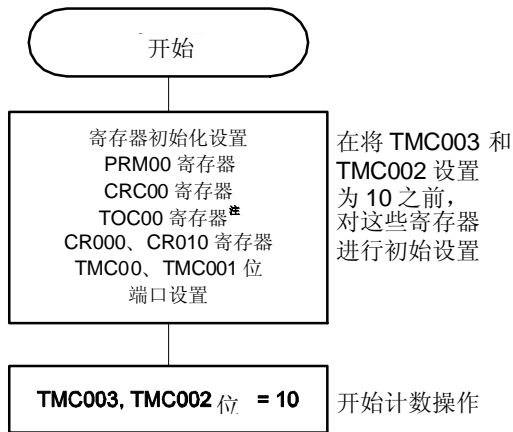 开始
寄存器初始化设置
PRM00 寄存器
CRC00 寄存器
TOC00 寄存器注
CR000、CR010 寄存器
TMC00、TMC001 位
端口设置
在将 TMC003 和
TMC002 设置
为 10 之前，
对这些寄存器
进行初始设置
TMC003, TMC002 位 = 10
开始计数操作